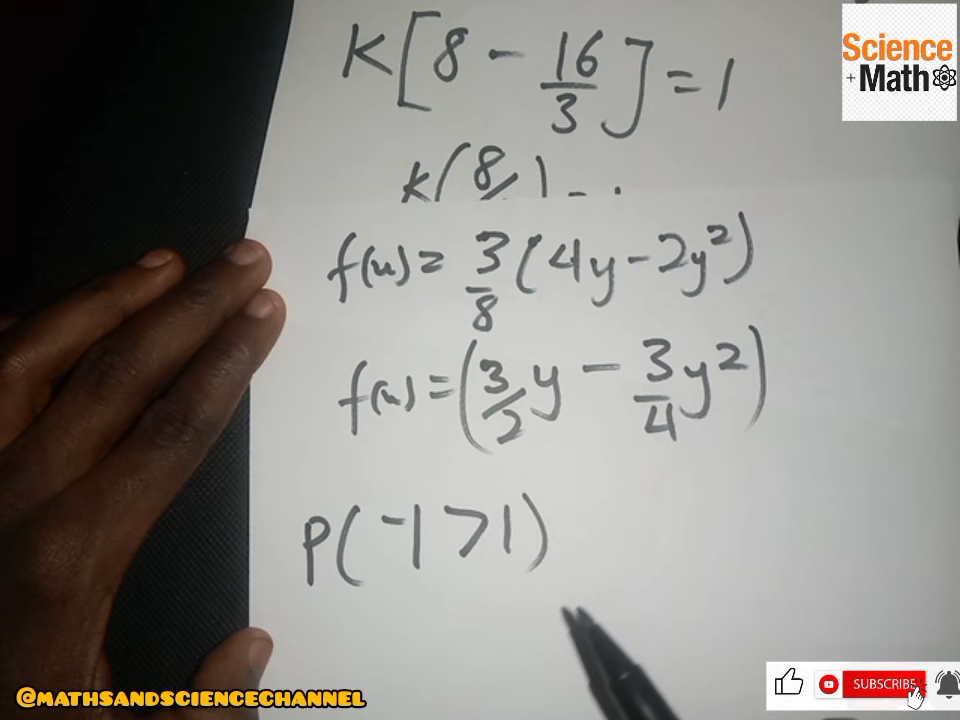 Science
+Math
K[8 - 16/3] = 1
K(8/
f(x) = 3/8 (4y - 2y²)
f(x) = (3/2 y - 3/4 y²)
P(-1 > 1)
@MATHSANDSCIENCECHANNEL
SUBSCRIBE